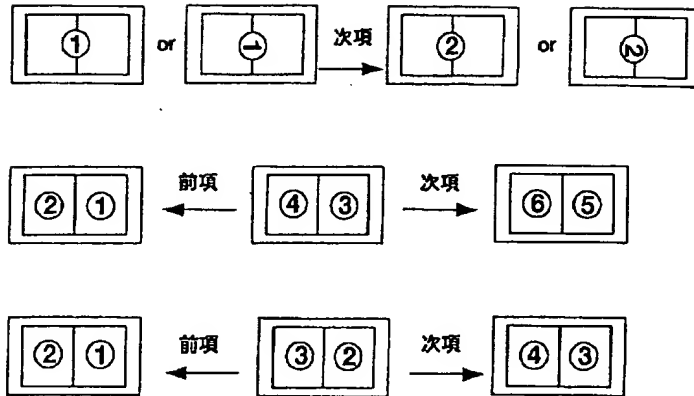 ① or ① 次項 ② or ②
② ① 前項 ④ ③ 次項 ⑥ ⑤
② ① 前項 ③ ② 次項 ④ ③